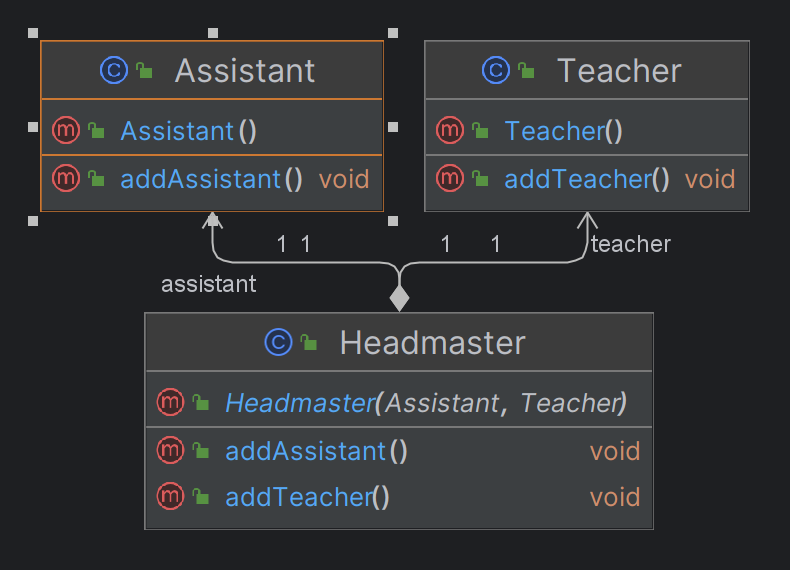 Assistant
Assistant()
addAssistant() void
Teacher
Teacher()
addTeacher() void
1 1
1 1
teacher
assistant
Headmaster
Headmaster(Assistant, Teacher)
addAssistant() void
addTeacher() void